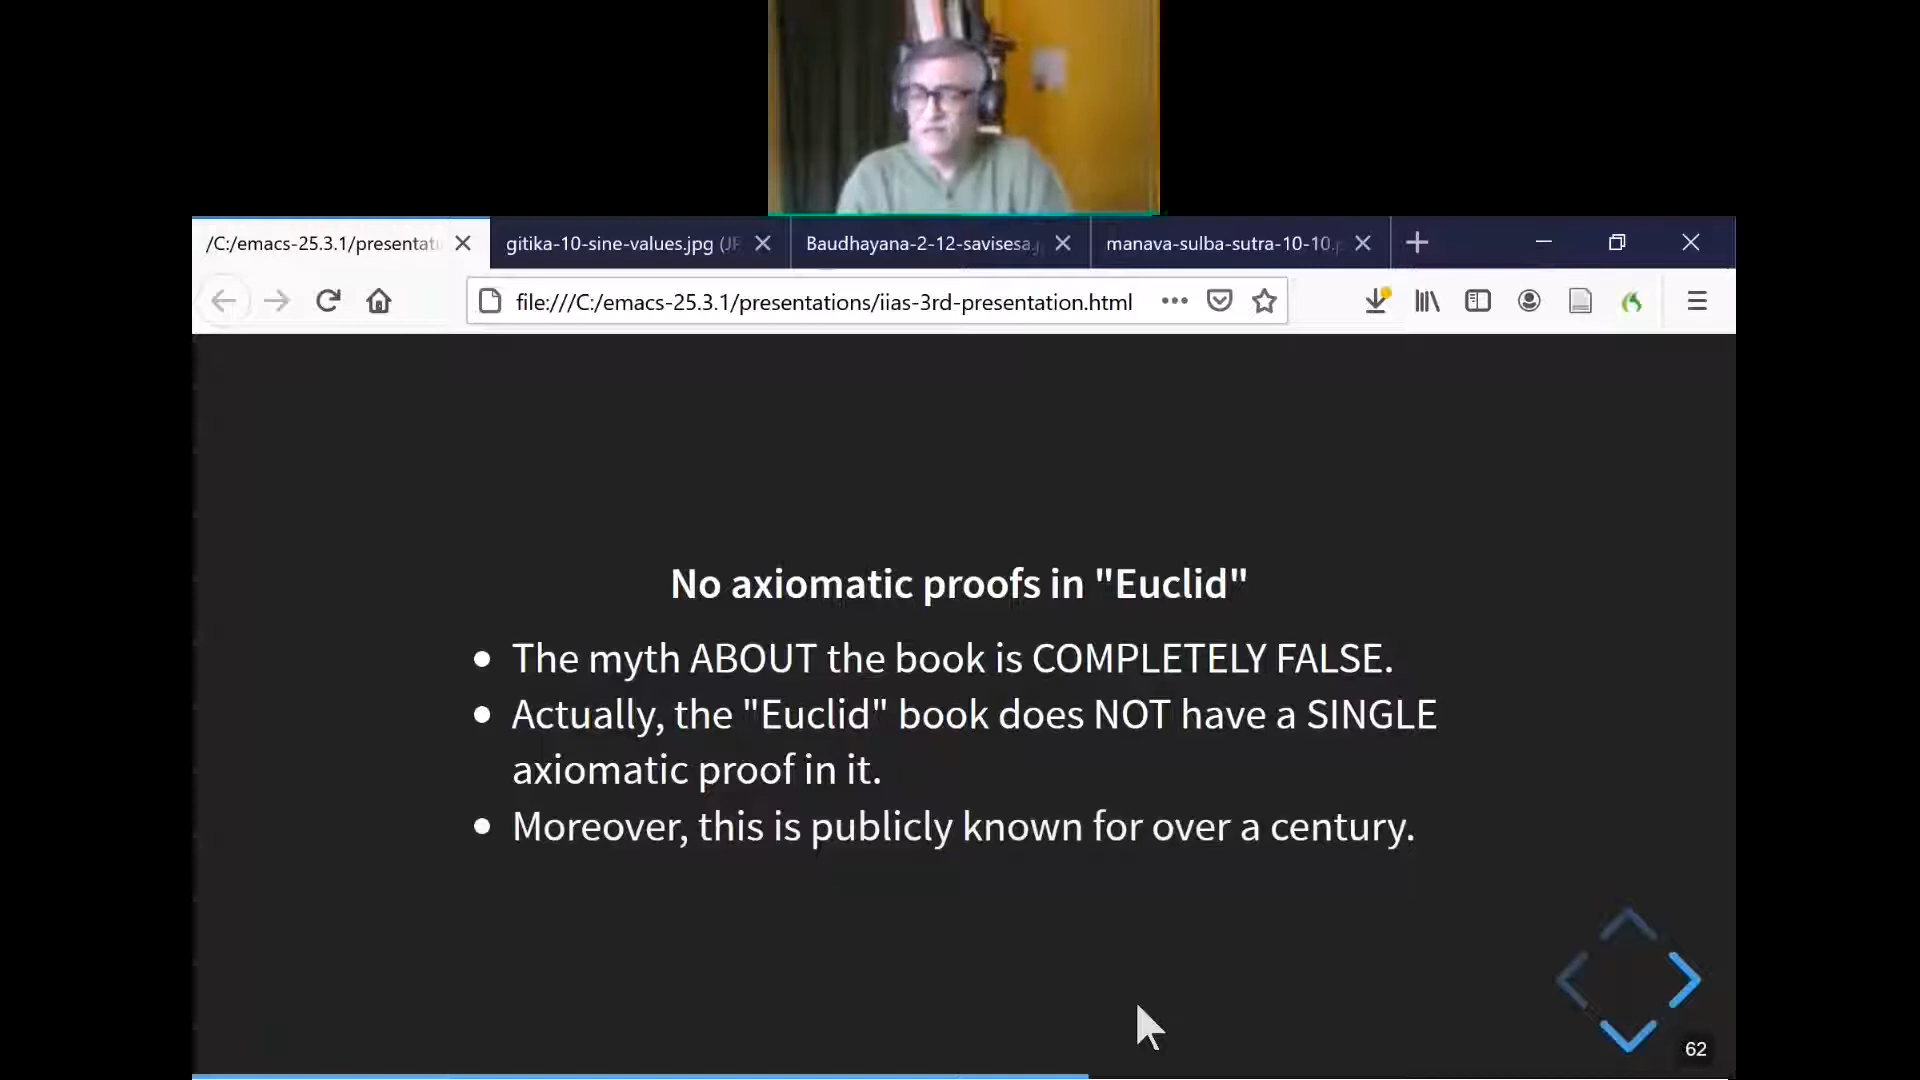 /C:/emacs-25.3.1/presentat
gitika-10-sine-values.jpg (JP
Baudhayana-2-12-savisesa.j
manava-sulba-sutra-10-10.p
file:///C:/emacs-25.3.1/presentations/iias-3rd-presentation.html
No axiomatic proofs in "Euclid"
The myth ABOUT the book is COMPLETELY FALSE.
Actually, the "Euclid" book does NOT have a SINGLE
axiomatic proof in it.
Moreover, this is publicly known for over a century.
62